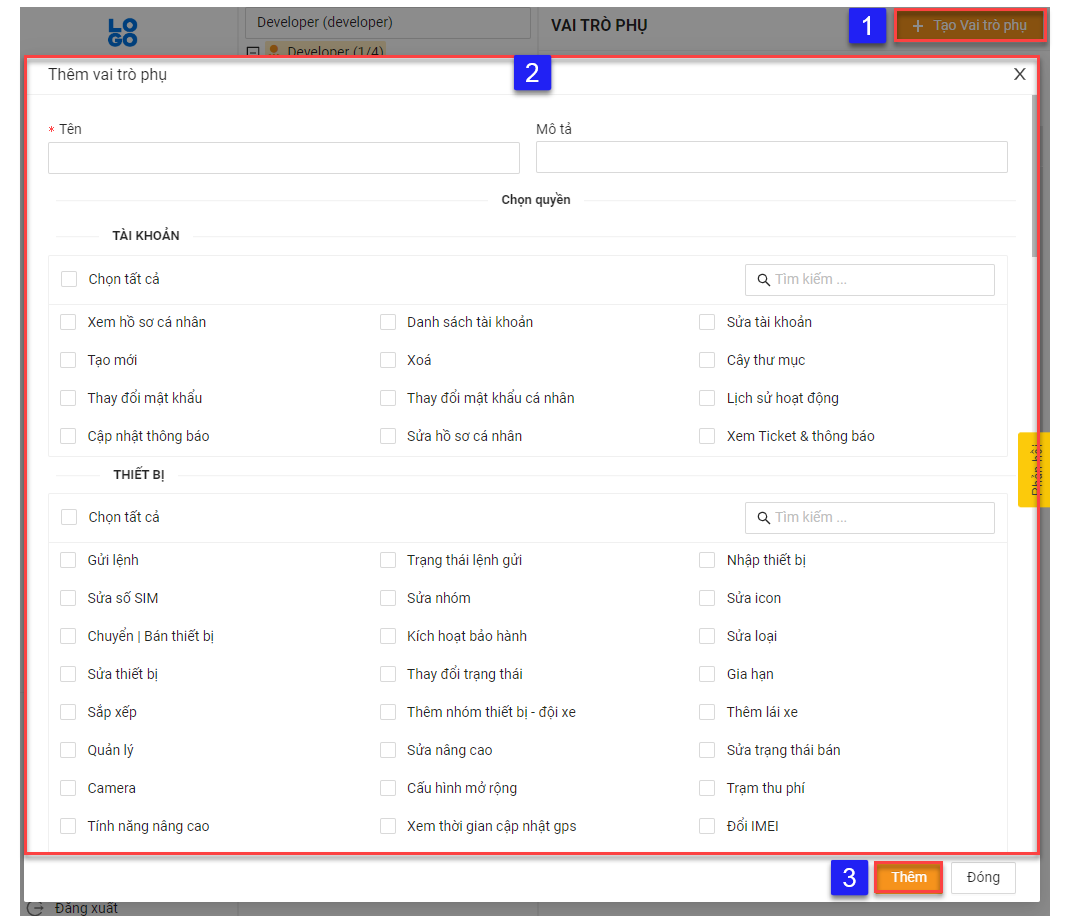 LO
GO
Developer (developer)
VAI TRÒ PHỤ
1
+ Tạo Vai trò phụ
Developer (1/4)
Thêm vai trò phụ
2
X
* Tên
Mô tả
Chọn quyền
TÀI KHOẢN
Chọn tất cả
Tìm kiếm ...
Xem hồ sơ cá nhân
Danh sách tài khoản
Sửa tài khoản
Tạo mới
Xoá
Cây thư mục
Thay đổi mật khẩu
Thay đổi mật khẩu cá nhân
Lịch sử hoạt động
Cập nhật thông báo
Sửa hồ sơ cá nhân
Xem Ticket & thông báo
Phản hồi
THIẾT BỊ
Chọn tất cả
Tìm kiếm ...
Gửi lệnh
Trạng thái lệnh gửi
Nhập thiết bị
Sửa số SIM
Sửa nhóm
Sửa icon
Chuyển | Bán thiết bị
Kích hoạt bảo hành
Sửa loại
Sửa thiết bị
Thay đổi trạng thái
Gia hạn
Sắp xếp
Thêm nhóm thiết bị - đội xe
Thêm lái xe
Quản lý
Sửa nâng cao
Sửa trạng thái bán
Camera
Cấu hình mở rộng
Trạm thu phí
Tính năng nâng cao
Xem thời gian cập nhật gps
Đổi IMEI
3
Thêm
Đóng
Đăng xuất